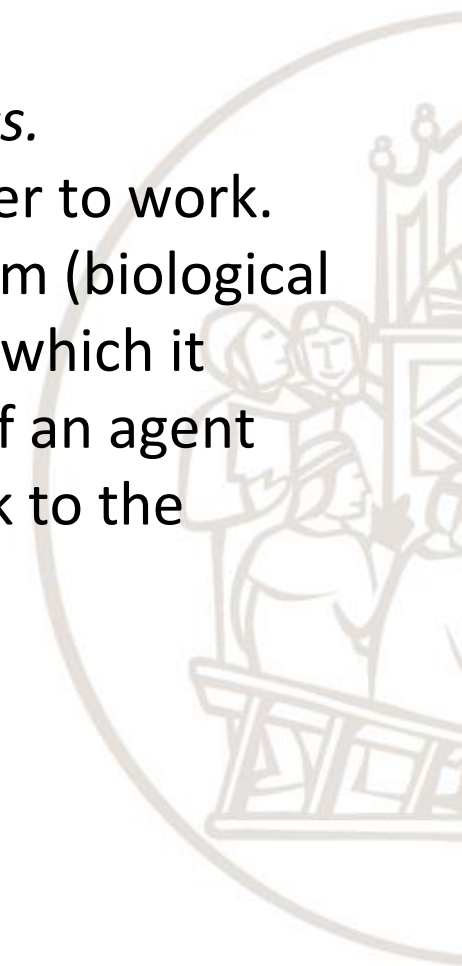 s.
er to work.
m (biological
which it
f an agent
k to the